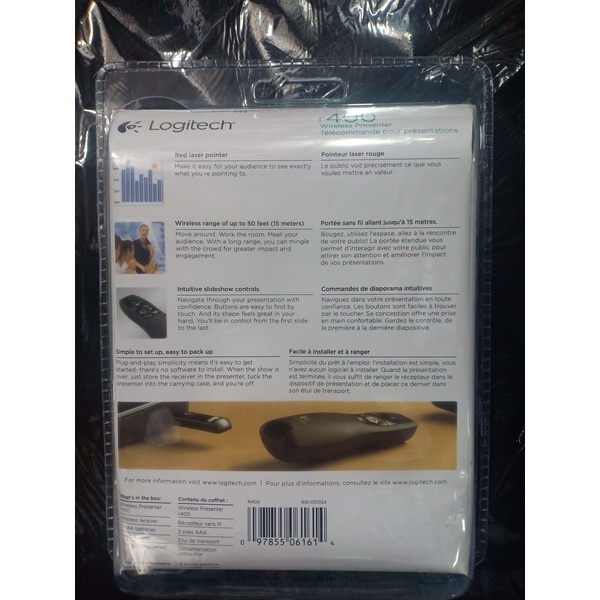 Logitech
r400
Wireless Presenter
Télécommande pour présentations
Red laser pointer
Make it easy for your audience to see exactly
what you're pointing to.
Pointeur laser rouge
Le public voit précisément ce que vous
voulez mettre en valeur.
Wireless range of up to 50 feet (15 meters)
Move around. Work the room. Meet your
audience. With a long range, you can mingle
with the crowd for greater impact and
engagement.
Portée sans fil allant jusqu'à 15 mètres.
Bougez, utilisez l'espace, allez à la rencontre
de votre public! La portée étendue vous
permet d'interagir avec votre public pour
attirer son attention et améliorer l'impact
de vos présentations.
Intuitive slideshow controls
Navigate through your presentation with
confidence. Buttons are easy to find by
touch. And its shape feels great in your
hand. You'll be in control from the first slide
to the last.
Commandes de diaporama intuitives
Naviguez dans votre présentation en toute
confiance. Les boutons sont faciles à trouver
par le toucher. Sa conception offre une prise
en main confortable. Gardez le contrôle, de
la première à la dernière diapositive.
Simple to set up, easy to pack up
Plug-and-play simplicity means it's easy to get
started–there's no software to install. When the show is
over, just store the receiver in the presenter, tuck the
presenter into the carrying case, and you're off.
Facile à installer et à ranger
Simplicité du prêt à l'emploi: l'installation est simple, vous
n'avez aucun logiciel à installer. Quand la présentation
est terminée, il vous suffit de ranger le récepteur dans le
dispositif de présentation et de placer ce dernier dans
son étui de transport.
For more information visit www.logitech.com | Pour plus d'informations, consultez le site www.logitech.com
What's in the box:
Wireless Presenter
r400
Wireless receiver
AAA batteries
Contenu du coffret :
Wireless Presenter
r400
Récepteur sans fil
2 piles AAA
Etui de transport
Documentation
R400
910-001354
0 97855 06161 4